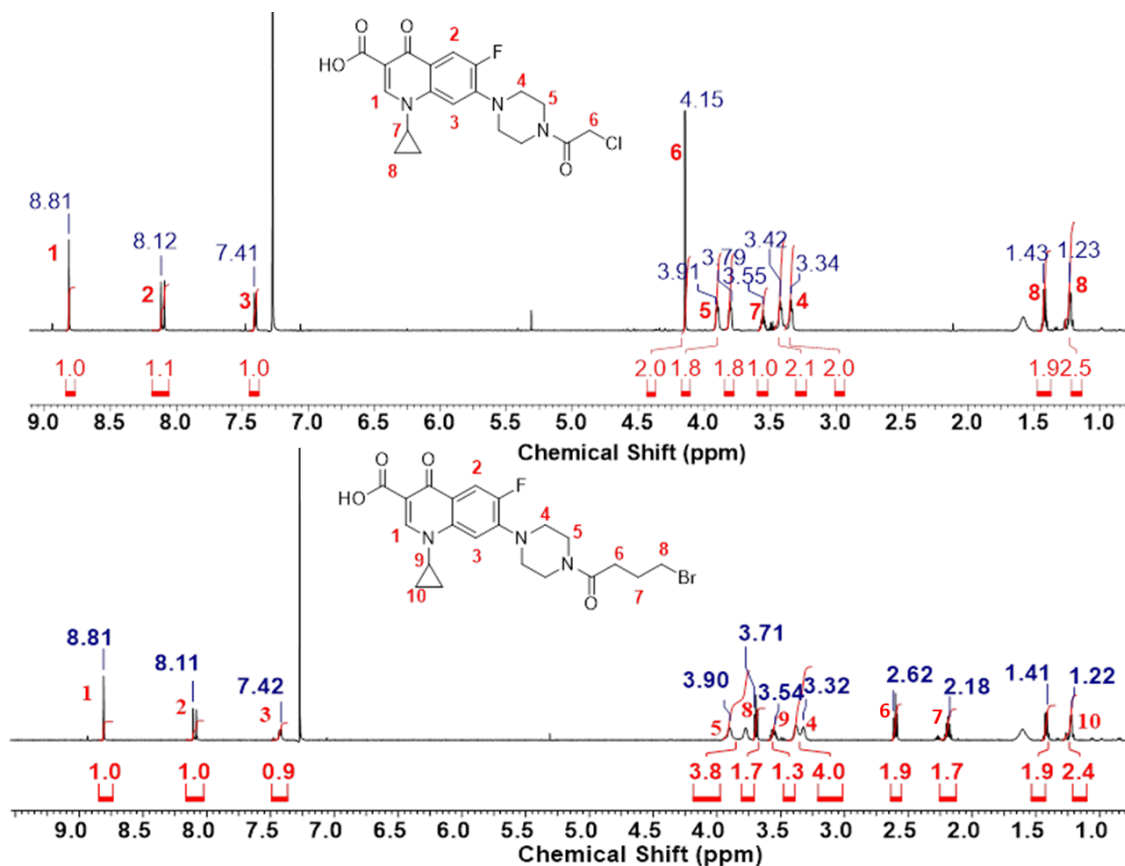 O O 2 F
HO
4
5
1 N N
7 3 N 6
8 Cl
O
4.15
6
8.81 8.12 7.41 3.91 3.79 3.55 3.42 3.34 1.43 1.23
1 2 3 5 7 4 8 8
1.0 1.1 1.0 2.0 1.8 1.8 1.0 2.1 2.0 1.9 2.5
9.0 8.5 8.0 7.5 7.0 6.5 6.0 5.5 5.0 4.5 4.0 3.5 3.0 2.5 2.0 1.5 1.0
Chemical Shift (ppm)
O O 2 F
HO
4
5
1 N N
9 3 N 6 8
10 Br
O 7
8.81 8.11 7.42 3.90 3.71 3.54 3.32 2.62 2.18 1.41 1.22
1 2 3 5 8 9 4 6 7 10
1.0 1.0 0.9 3.8 1.7 1.3 4.0 1.9 1.7 1.9 2.4
9.0 8.5 8.0 7.5 7.0 6.5 6.0 5.5 5.0 4.5 4.0 3.5 3.0 2.5 2.0 1.5 1.0
Chemical Shift (ppm)